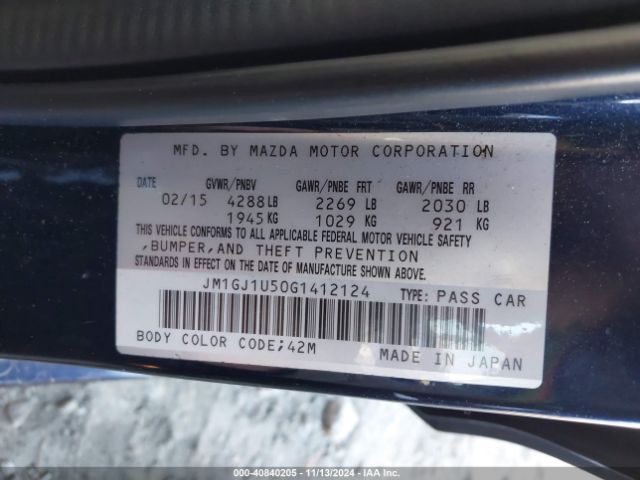 MFD. BY MAZDA MOTOR CORPORATION
DATE GVWR/PNBV GAWR/PNBE FRT GAWR/PNBE RR
02/15 4288 LB 2269 LB 2030 LB
1945 KG 1029 KG 921 KG
THIS VEHICLE CONFORMS TO ALL APPLICABLE FEDERAL MOTOR VEHICLE SAFETY
,BUMPER,AND THEFT PREVENTION
STANDARDS IN EFFECT ON THE DATE OF MANUFACTURE SHOWN ABOVE.
JM1GJ1U50G1412124 TYPE: PASS CAR
BODY COLOR CODE;42M MADE IN JAPAN
000-40840205 - 11/13/2024 - IAA Inc.